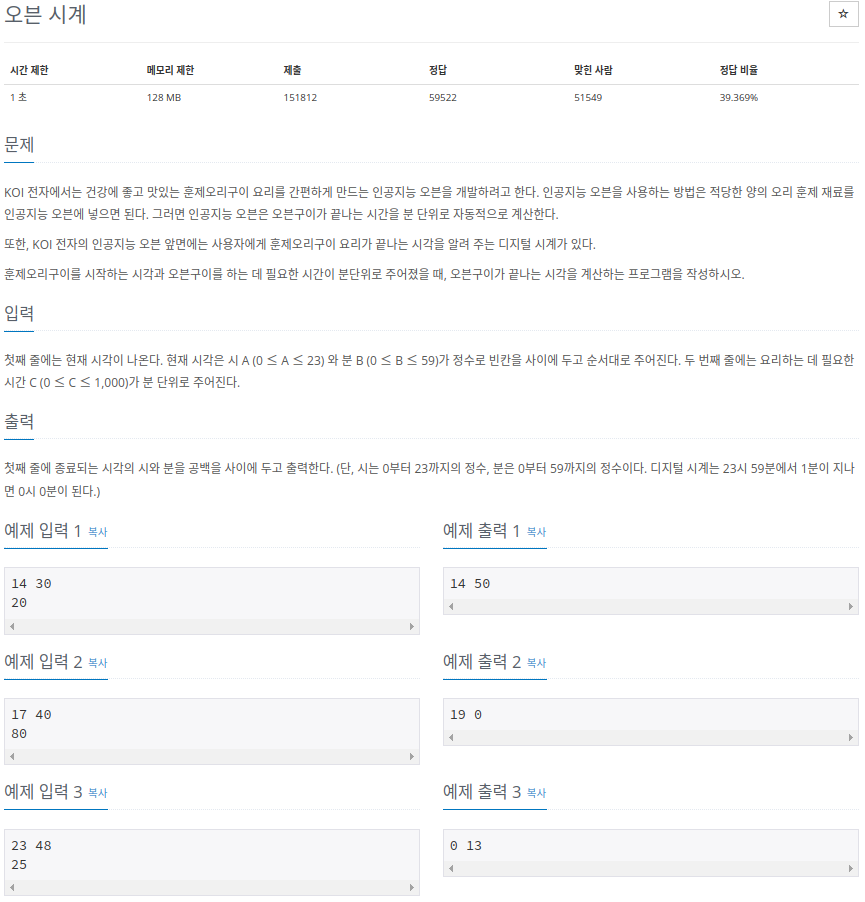 오븐 시계
☆
시간 제한 메모리 제한 제출 정답 맞힌 사람 정답 비율
1 초 128 MB 151812 59522 51549 39.369%
문제
KOI 전자에서는 건강에 좋고 맛있는 훈제오리구이 요리를 간편하게 만드는 인공지능 오븐을 개발하려고 한다. 인공지능 오븐을 사용하는 방법은 적당한 양의 오리 훈제 재료를
인공지능 오븐에 넣으면 된다. 그러면 인공지능 오븐은 오븐구이가 끝나는 시간을 분 단위로 자동적으로 계산한다.
또한, KOI 전자의 인공지능 오븐 앞면에는 사용자에게 훈제오리구이 요리가 끝나는 시각을 알려 주는 디지털 시계가 있다.
훈제오리구이를 시작하는 시각과 오븐구이를 하는 데 필요한 시간이 분단위로 주어졌을 때, 오븐구이가 끝나는 시각을 계산하는 프로그램을 작성하시오.
입력
첫째 줄에는 현재 시각이 나온다. 현재 시각은 시 A (0 ≤ A ≤ 23) 와 분 B (0 ≤ B ≤ 59)가 정수로 빈칸을 사이에 두고 순서대로 주어진다. 두 번째 줄에는 요리하는 데 필요한
시간 C (0 ≤ C ≤ 1,000)가 분 단위로 주어진다.
출력
첫째 줄에 종료되는 시각의 시와 분을 공백을 사이에 두고 출력한다. (단, 시는 0부터 23까지의 정수, 분은 0부터 59까지의 정수이다. 디지털 시계는 23시 59분에서 1분이 지나
면 0시 0분이 된다.)
예제 입력 1 복사
14 30
20
예제 출력 1 복사
14 50
예제 입력 2 복사
17 40
80
예제 출력 2 복사
19 0
예제 입력 3 복사
23 48
25
예제 출력 3 복사
0 13